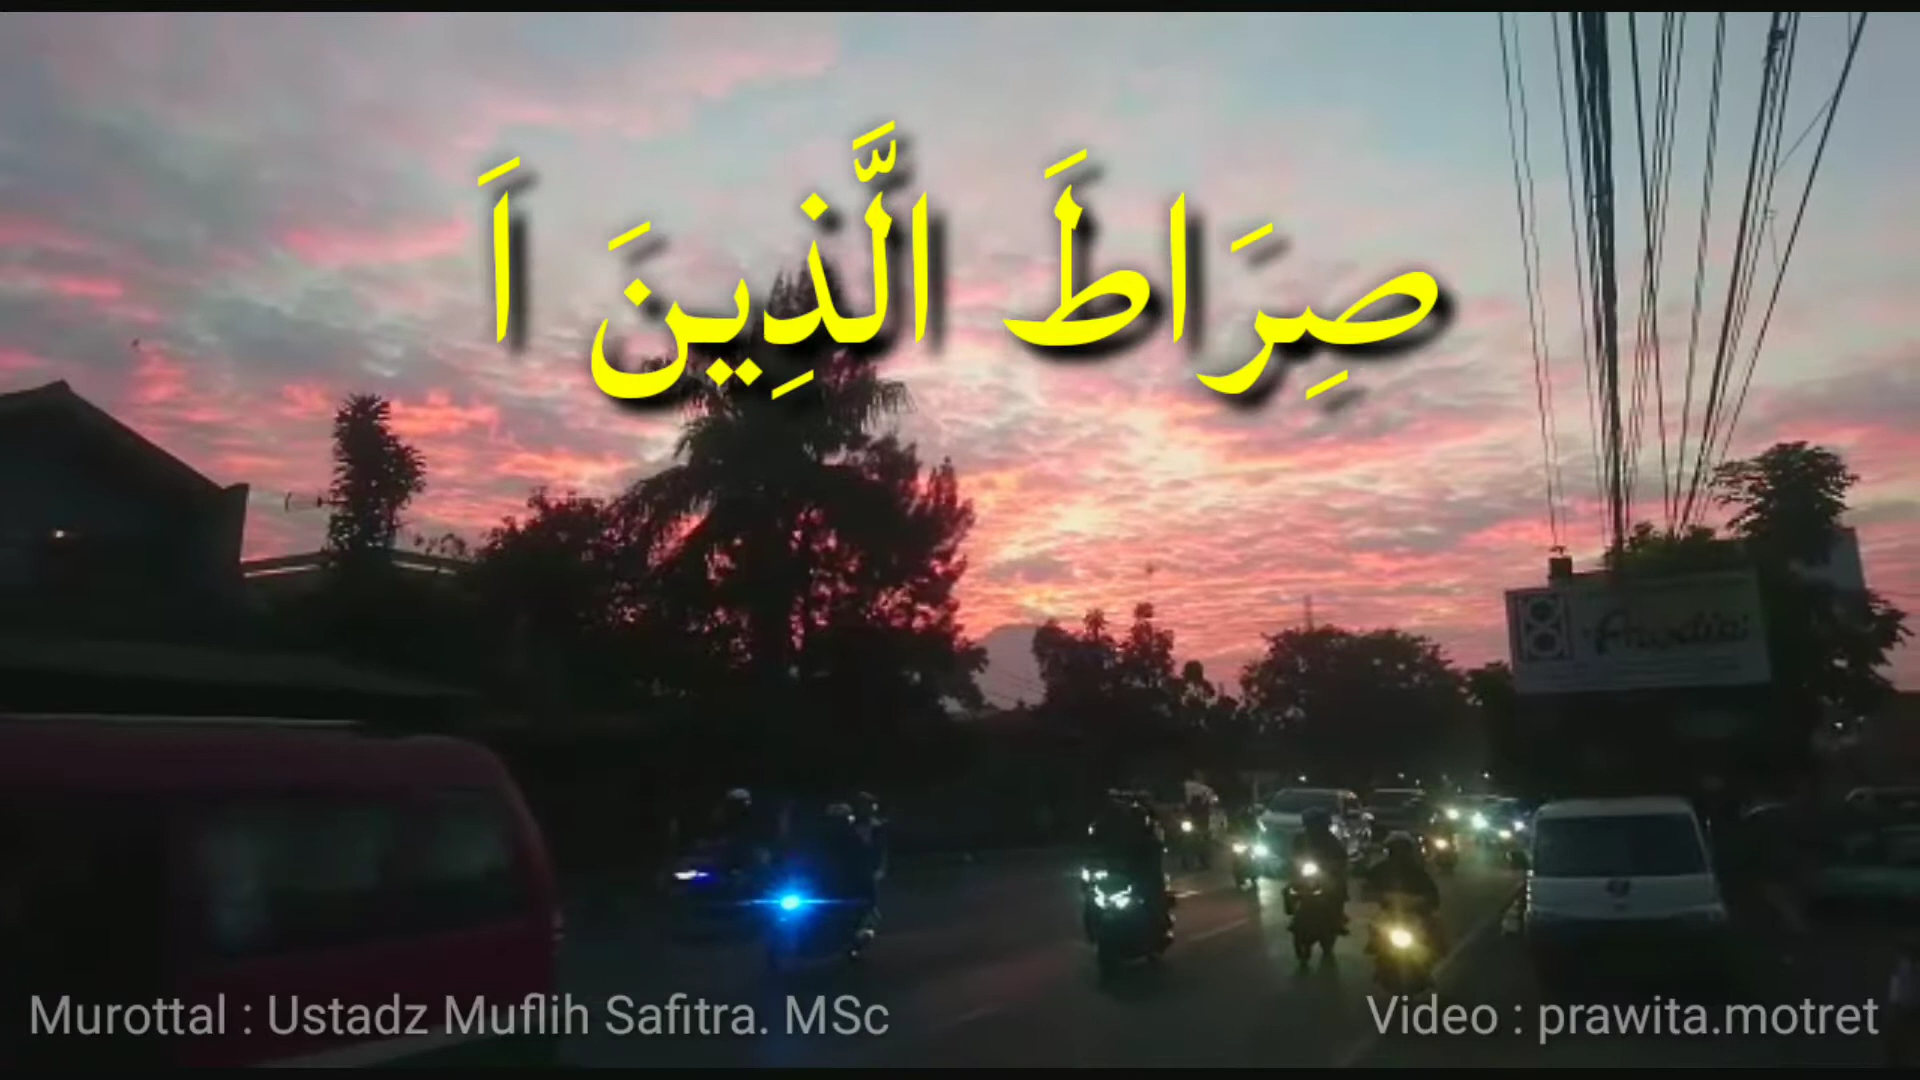 صِرَاطَ الَّذِينَ اَ
Murottal : Ustadz Muflih Safitra. MSc
Video : prawita.motret